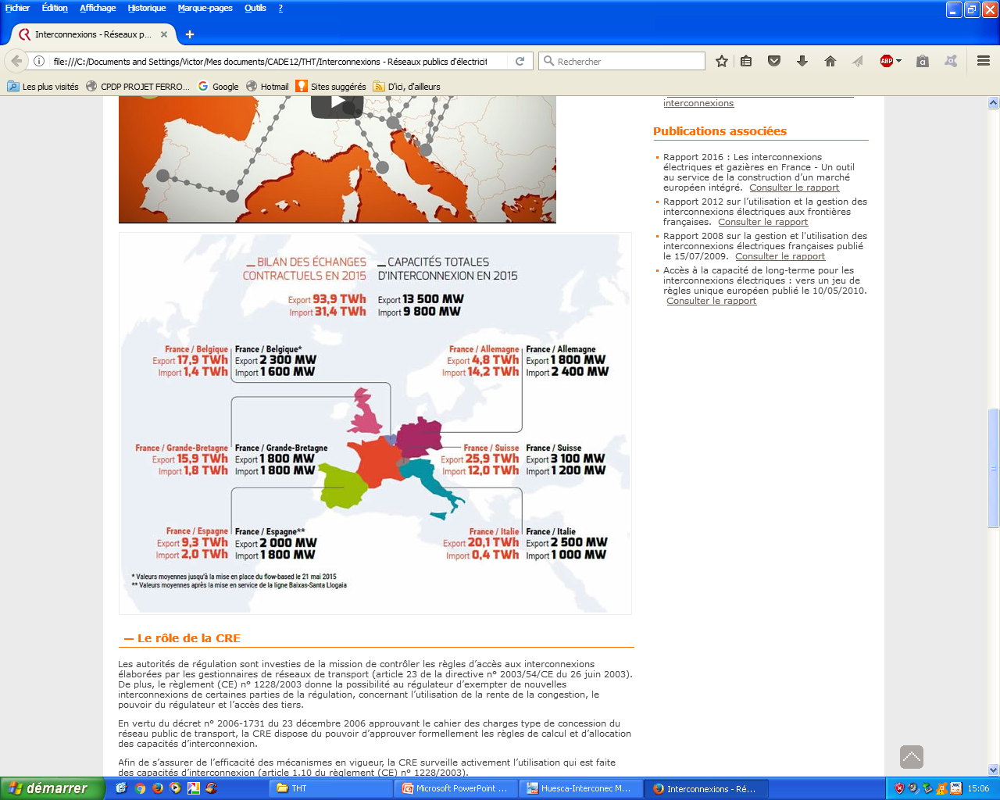 Fichier Édition Affichage Historique Marque-pages Outils ?
Interconnexions - Réseaux p...
file:///C:/Documents and Settings/Victor/Mes documents/CADE12/THT/Interconnexions - Réseaux publics d'électricit
Rechercher
ABP
Les plus visités CPDP PROJET FERRO... Google Hotmail Sites suggérés D'ici, d'ailleurs
interconnexions
Publications associées
Rapport 2016 : Les interconnexions
électriques et gazières en France - Un outil
au service de la construction d’un marché
européen intégré. Consulter le rapport
Rapport 2012 sur l’utilisation et la gestion des
interconnexions électriques aux frontières
françaises. Consulter le rapport
Rapport 2008 sur la gestion et l'utilisation des
interconnexions électriques françaises publié
le 15/07/2009. Consulter le rapport
Accès à la capacité de long-terme pour les
interconnexions électriques : vers un jeu de
règles unique européen publié le 10/05/2010.
Consulter le rapport
BILAN DES ÉCHANGES
CONTRACTUELS EN 2015
Export 93,9 TWh
Import 31,4 TWh
CAPACITÉS TOTALES
D'INTERCONNEXION EN 2015
Export 13 500 MW
Import 9 800 MW
France / Belgique
Export 17,9 TWh
Import 1,4 TWh
France / Belgique*
Export 2 300 MW
Import 1 600 MW
France / Allemagne
Export 4,8 TWh
Import 14,2 TWh
France / Allemagne
Export 1 800 MW
Import 2 400 MW
France / Grande-Bretagne
Export 15,9 TWh
Import 1,8 TWh
France / Grande-Bretagne
Export 1 800 MW
Import 1 800 MW
France / Suisse
Export 25,9 TWh
Import 12,0 TWh
France / Suisse
Export 3 100 MW
Import 1 200 MW
France / Espagne
Export 9,3 TWh
Import 2,0 TWh
France / Espagne**
Export 2 000 MW
Import 1 800 MW
France / Italie
Export 20,1 TWh
Import 0,4 TWh
France / Italie
Export 2 500 MW
Import 1 000 MW
* Valeurs moyennes jusqu'à la mise en place du flow-based le 21 mai 2015
** Valeurs moyennes après la mise en service de la ligne Baixas-Santa Llogaia
— Le rôle de la CRE
Les autorités de régulation sont investies de la mission de contrôler les règles d’accès aux interconnexions
élaborées par les gestionnaires de réseaux de transport (article 23 de la directive n° 2003/54/CE du 26 juin 2003).
De plus, le règlement (CE) n° 1228/2003 donne la possibilité au régulateur d’exempter de nouvelles
interconnexions de certaines parties de la régulation, concernant l’utilisation de la rente de la congestion, le
pouvoir du régulateur et l’accès des tiers.
En vertu du décret n° 2006-1731 du 23 décembre 2006 approuvant le cahier des charges type de concession du
réseau public de transport, la CRE dispose du pouvoir d’approuver formellement les règles de calcul et d’allocation
des capacités d’interconnexion.
Afin de s’assurer de l’efficacité des mécanismes en vigueur, la CRE surveille activement l’utilisation qui est faite
des capacités d’interconnexion (article 1.10 du règlement (CE) n° 1228/2003).
démarrer THT Microsoft PowerPoint ... Huesca-Interconec M... Interconnexions - Ré... 15:06